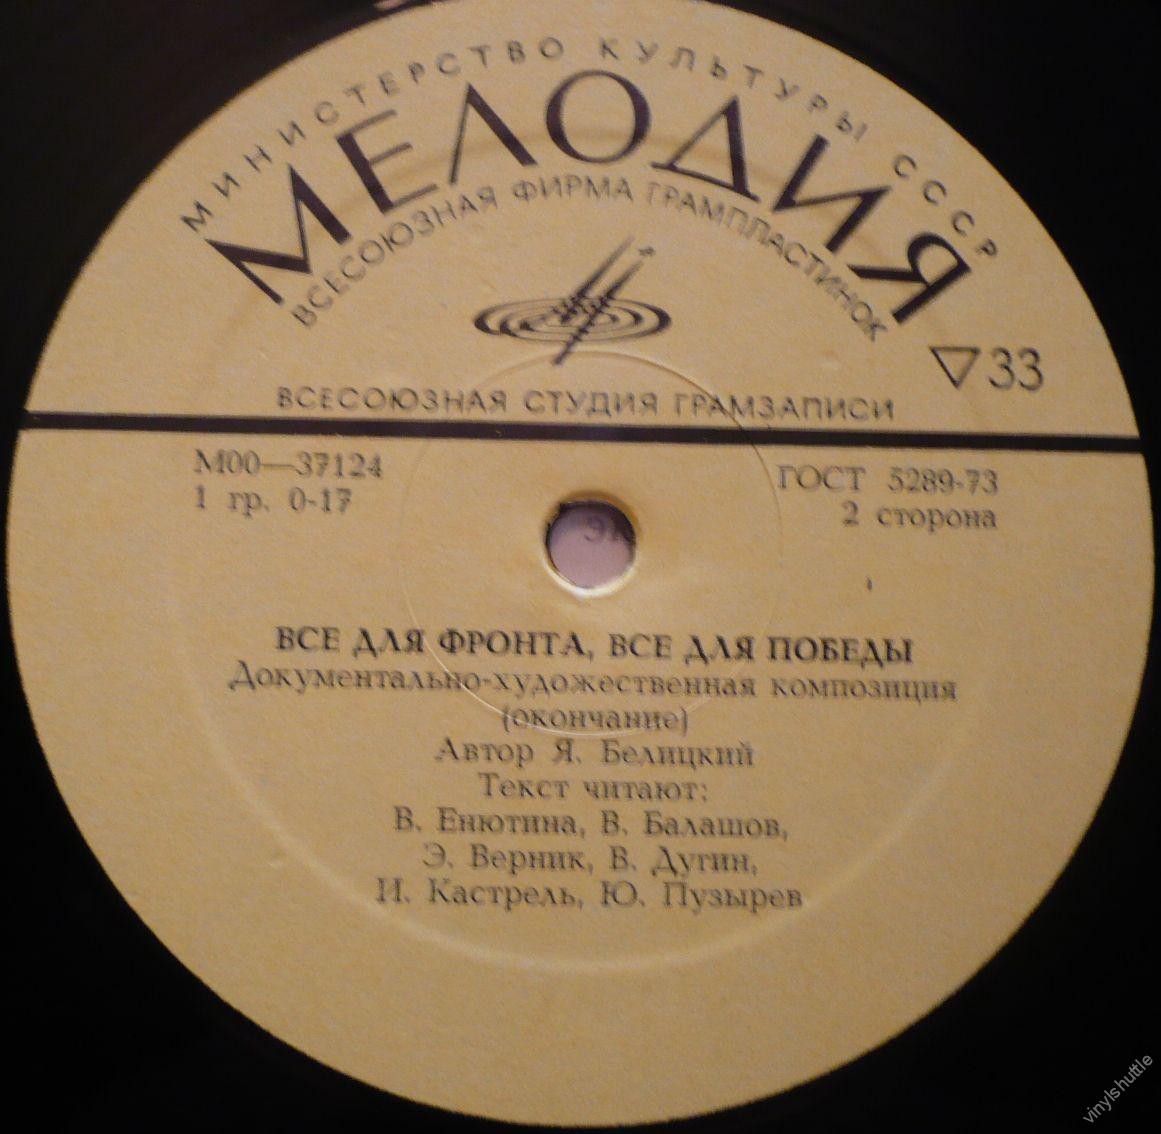 МИНИСТЕРСТВО КУЛЬТУРЫ СССР
МЕЛОДИЯ
ВСЕСОЮЗНАЯ ФИРМА ГРАМПЛАСТИНОК
33
ВСЕСОЮЗНАЯ СТУДИЯ ГРАМЗАПИСИ
М00—37124
ГОСТ 5289-73
1 гр. 0-17
2 сторона
ВСЕ ДЛЯ ФРОНТА, ВСЕ ДЛЯ ПОБЕДЫ
Документально-художественная композиция
(окончание)
Автор Я. Белицкий
Текст читают:
В. Енютина, В. Балашов,
Э. Верник, В. Дугин,
И. Кастрель, Ю. Пузырев
vinylshuttle